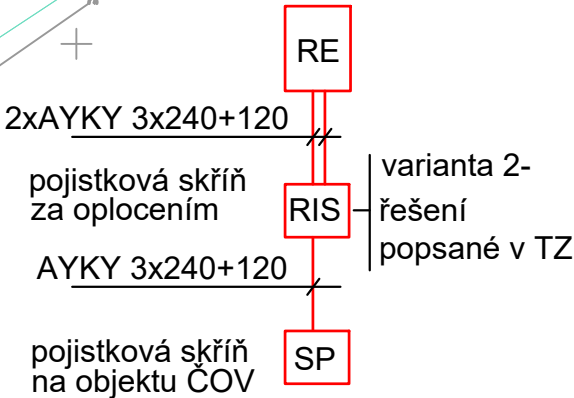 RE
2xAYKY 3x240+120
pojistková skříň
za oplocením
RIS
varianta 2-
řešení
popsané v TZ
AYKY 3x240+120
pojistková skříň
na objektu ČOV
SP